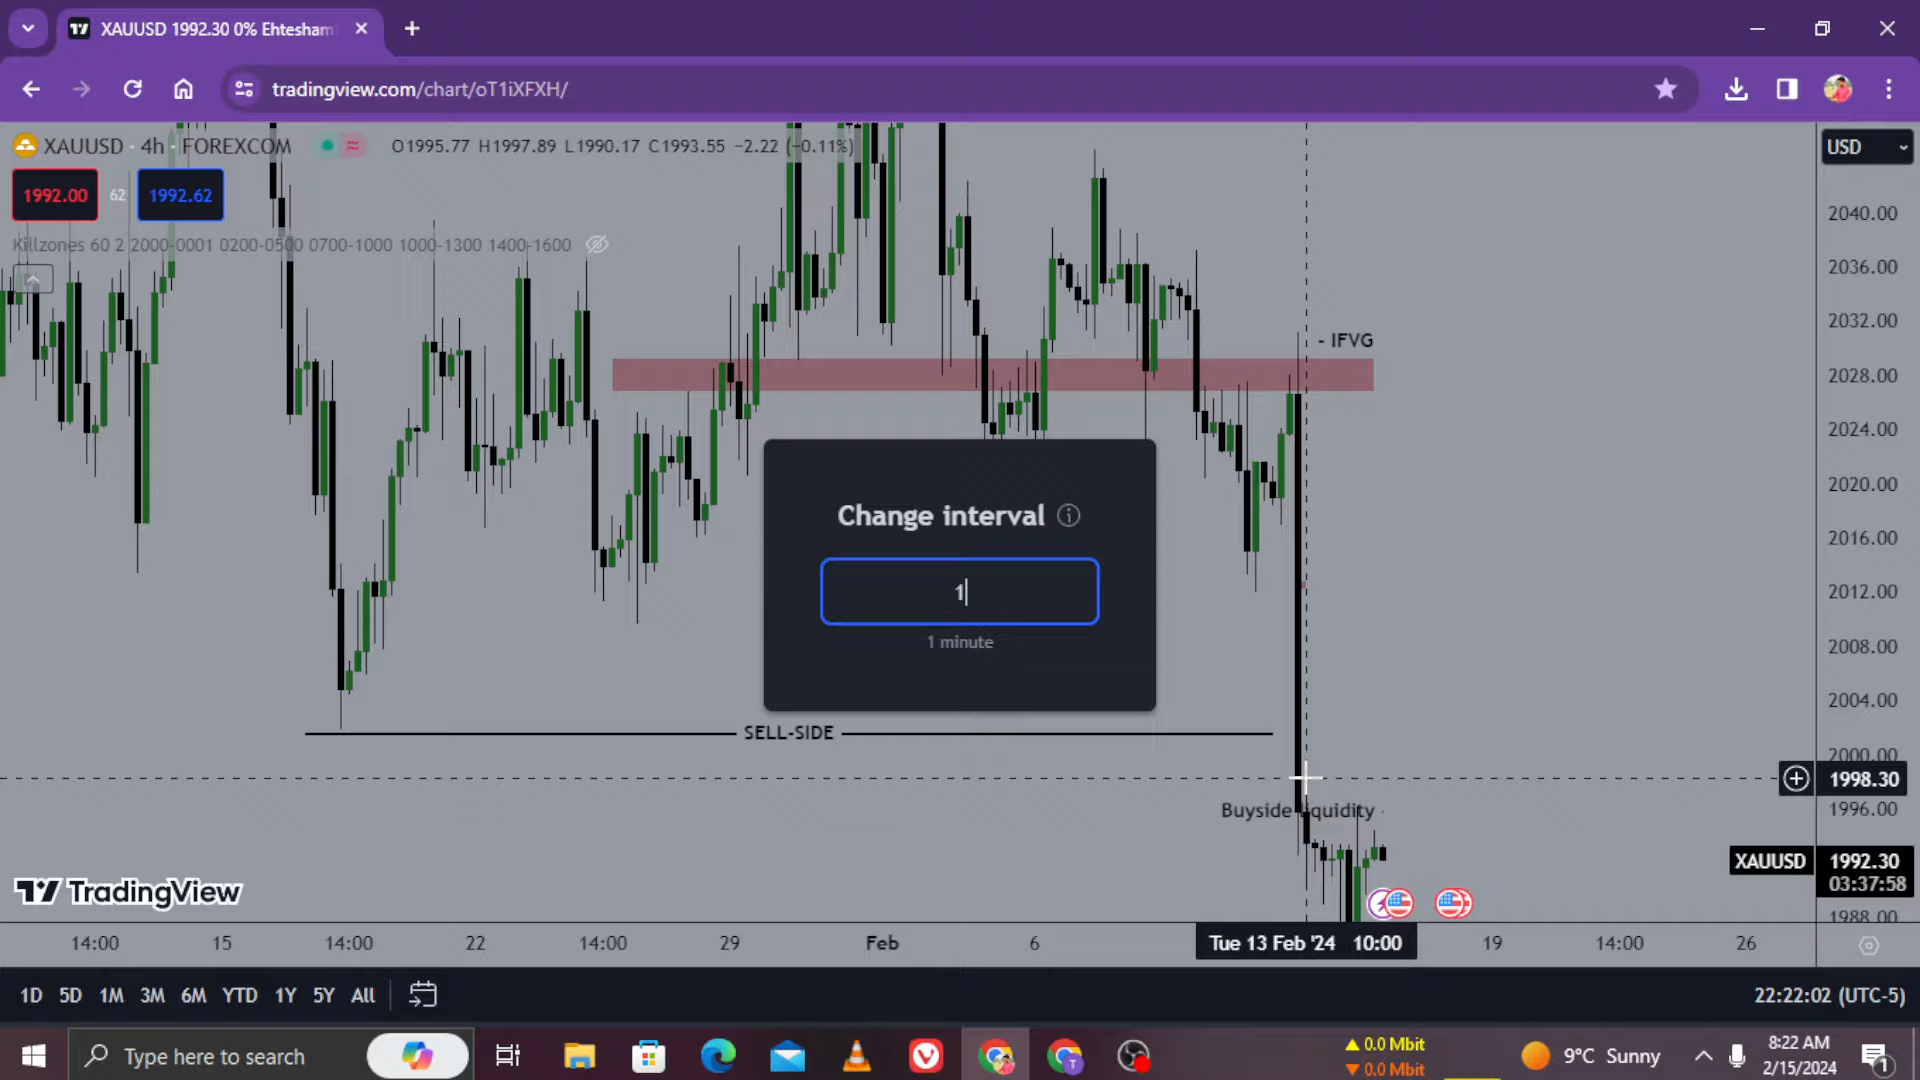 XAUUSD 1992.30 0% Ehtesham
tradingview.com/chart/oT1iXFXH/
XAUUSD · 4h · FOREXCOM O1995.77 H1997.89 L1990.17 C1993.55 −2.22 (−0.11%)
USD
1992.00 62 1992.62
2040.00
Killzones 60 2 2000-0001 0200-0500 0700-1000 1000-1300 1400-1600
2036.00
2032.00
- IFVG
2028.00
2024.00
2020.00
Change interval
2016.00
1
2012.00
1 minute
2008.00
2004.00
SELL-SIDE
2000.00
1998.30
Buyside liquidity
1996.00
XAUUSD 1992.30
03:37:58
TradingView
1988.00
14:00 15 14:00 22 14:00 29 Feb 6 Tue 13 Feb '24 10:00 19 14:00 26
1D 5D 1M 3M 6M YTD 1Y 5Y All
22:22:02 (UTC-5)
Type here to search
0.0 Mbit
0.0 Mbit
9°C Sunny
8:22 AM
2/15/2024
1